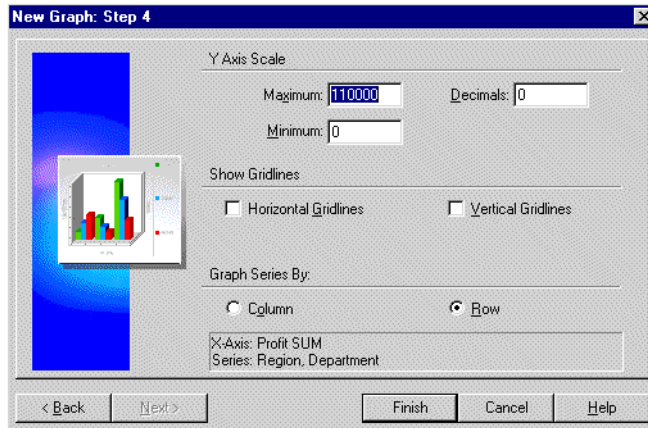 New Graph: Step 4
Y Axis Scale
Maximum: 110000 Decimals: 0
Minimum: 0
Show Gridlines
Horizontal Gridlines Vertical Gridlines
Graph Series By:
Column Row
X-Axis: Profit SUM
Series: Region, Department
< Back Next > Finish Cancel Help